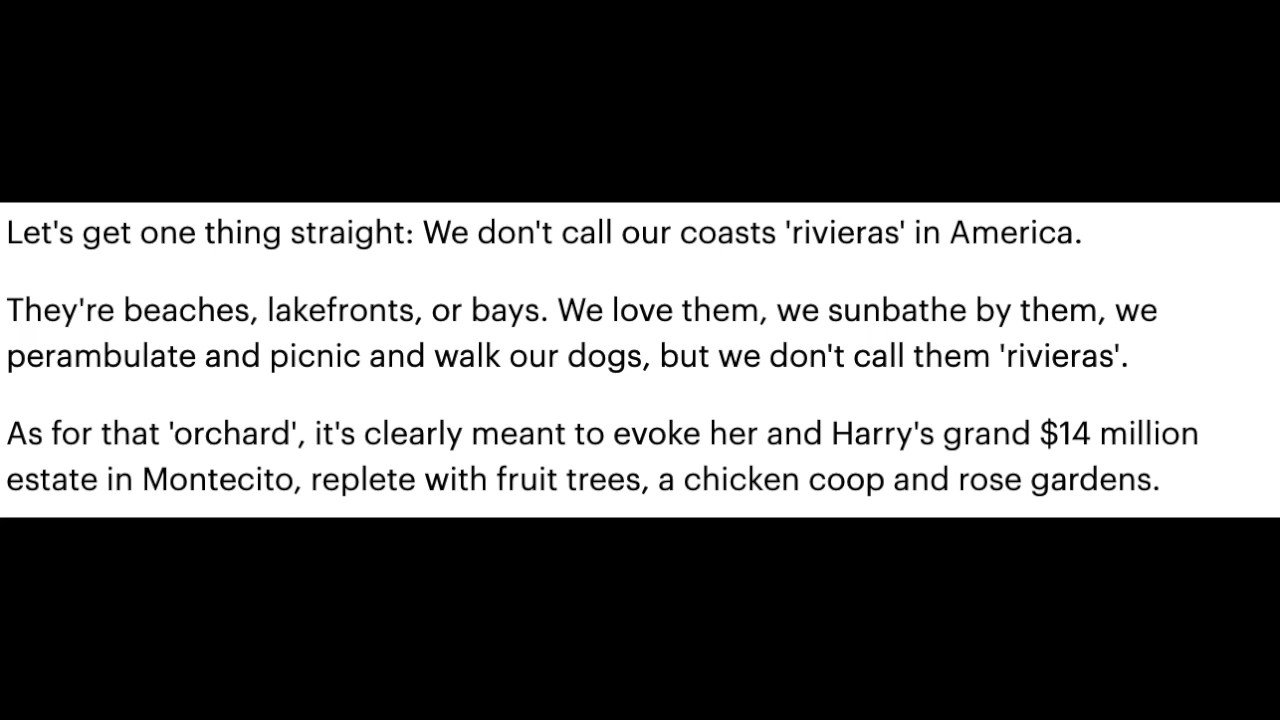 Let's get one thing straight: We don't call our coasts 'rivieras' in America.
They're beaches, lakefronts, or bays. We love them, we sunbathe by them, we
perambulate and picnic and walk our dogs, but we don't call them 'rivieras'.
As for that 'orchard', it's clearly meant to evoke her and Harry's grand $14 million
estate in Montecito, replete with fruit trees, a chicken coop and rose gardens.